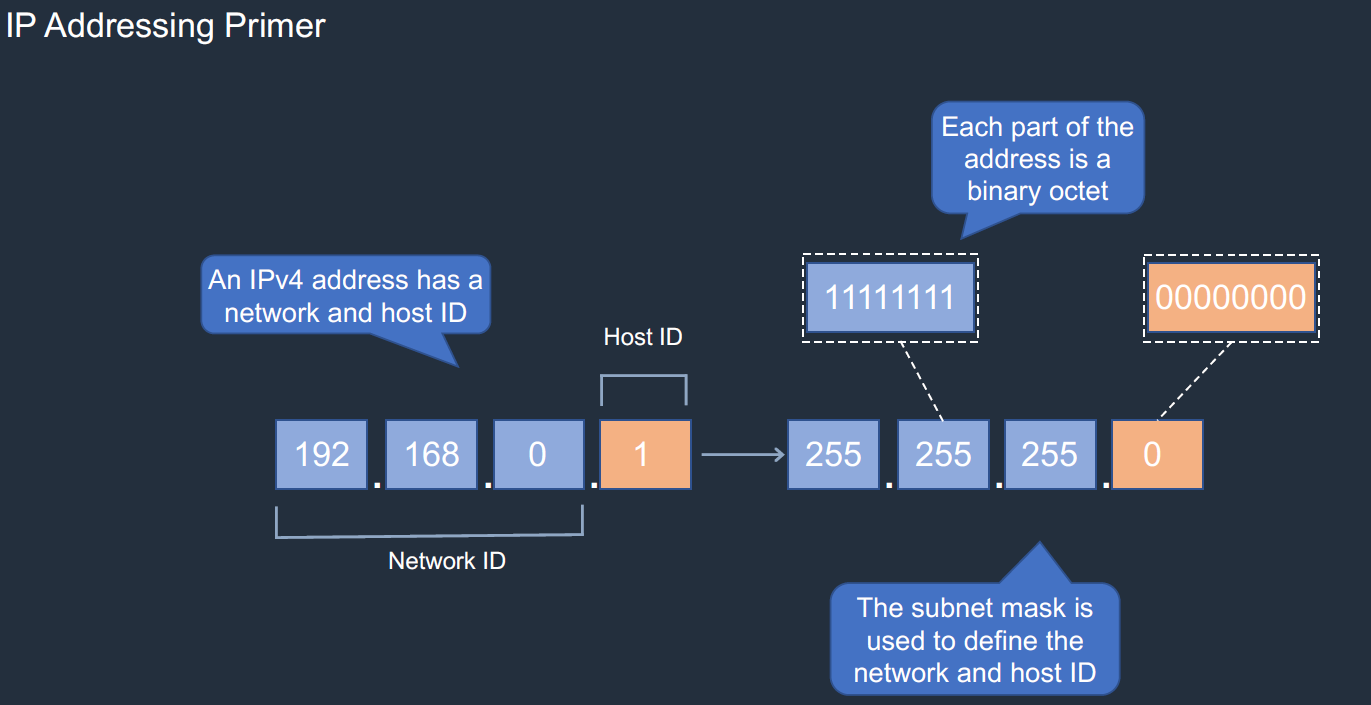 IP Addressing Primer
Each part of the
address is a
binary octet
An IPv4 address has a
network and host ID
11111111
00000000
Host ID
192 . 168 . 0 . 1
255 . 255 . 255 . 0
Network ID
The subnet mask is
used to define the
network and host ID